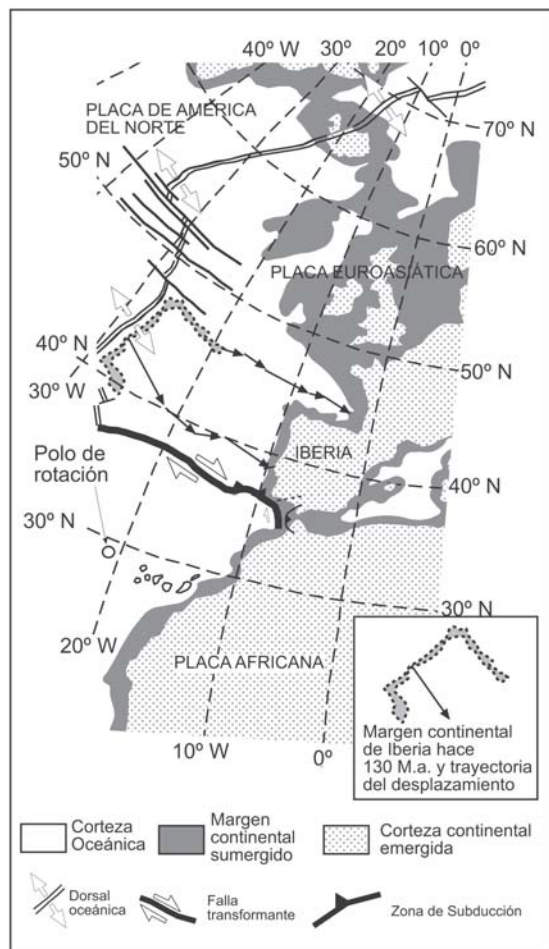 40º W 30º 20º 10º 0º
PLACA DE AMÉRICA
DEL NORTE
70º N
50º N
60º N
PLACA EUROASIÁTICA
40º N
30º W
50º N
IBERIA
Polo de
rotación
40º N
30º N
30º N
20º W
PLACA AFRICANA
10º W
0º
Margen continental
de Iberia hace
130 M.a. y trayectoria
del desplazamiento
Corteza
Oceánica
Margen
continental
sumergido
Corteza continental
emergida
Dorsal
oceánica
Falla
transformante
Zona de Subducción